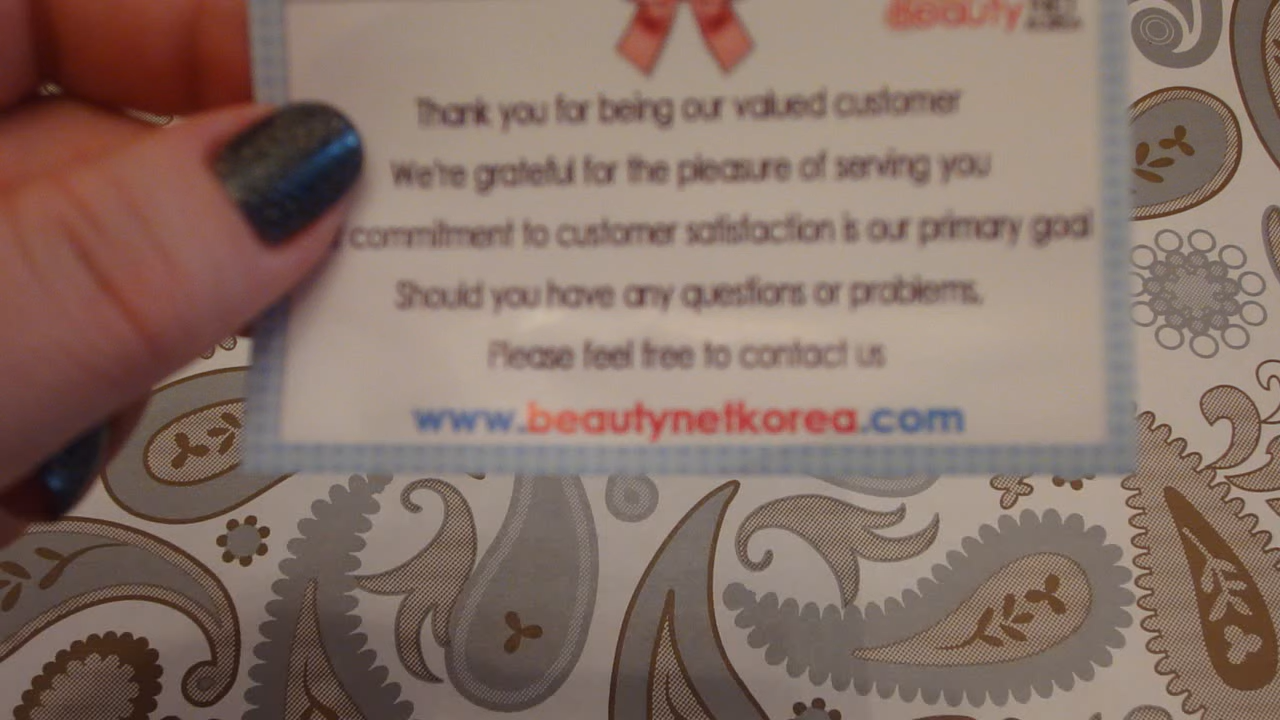 Beauty
Thank you for being our valued customer
We're grateful for the pleasure of serving you
commitment to customer satisfaction is our primary goal
Should you have any questions or problems,
Please feel free to contact us
www.beautynetkorea.com